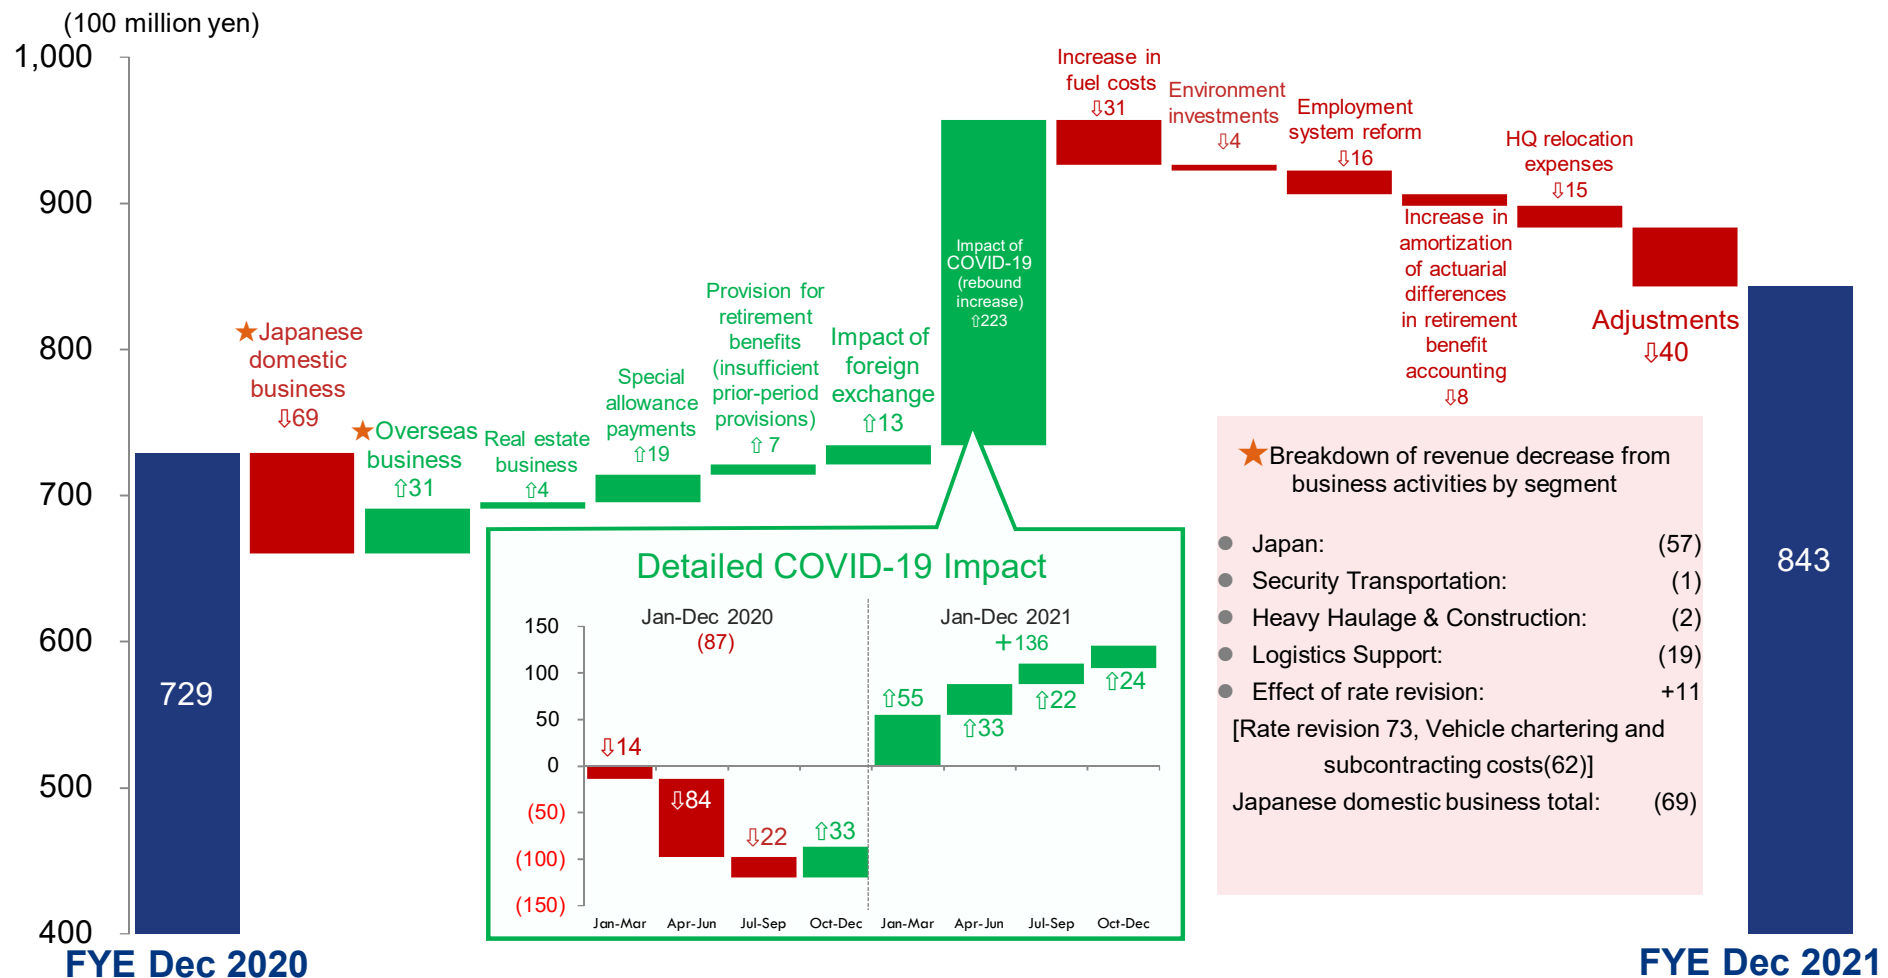 (100 million yen)
1,000
900
800
700
600
500
400
729
FYE Dec 2020
★Japanese
domestic
business
⇩69
★Overseas
business
⇧31
Real estate
business
⇧4
Special
allowance
payments
⇧19
Provision for
retirement
benefits
(insufficient
prior-period
provisions)
⇧ 7
Impact of
foreign
exchange
⇧13
Impact of
COVID-19
(rebound
increase)
⇧223
Increase in
fuel costs
⇩31
Environment
investments
⇩4
Employment
system reform
⇩16
Increase in
amortization
of actuarial
differences
in retirement
benefit
accounting
⇩8
HQ relocation
expenses
⇩15
Adjustments
⇩40
843
FYE Dec 2021
Detailed COVID-19 Impact
Jan-Dec 2020
(87)
Jan-Dec 2021
+136
150
100
50
0
(50)
(100)
(150)
⇩14
⇩84
⇩22
⇧33
⇧55
⇧33
⇧22
⇧24
Jan-Mar
Apr-Jun
Jul-Sep
Oct-Dec
Jan-Mar
Apr-Jun
Jul-Sep
Oct-Dec
★Breakdown of revenue decrease from
business activities by segment
● Japan: (57)
● Security Transportation: (1)
● Heavy Haulage & Construction: (2)
● Logistics Support: (19)
● Effect of rate revision: +11
[Rate revision 73, Vehicle chartering and
subcontracting costs(62)]
Japanese domestic business total: (69)